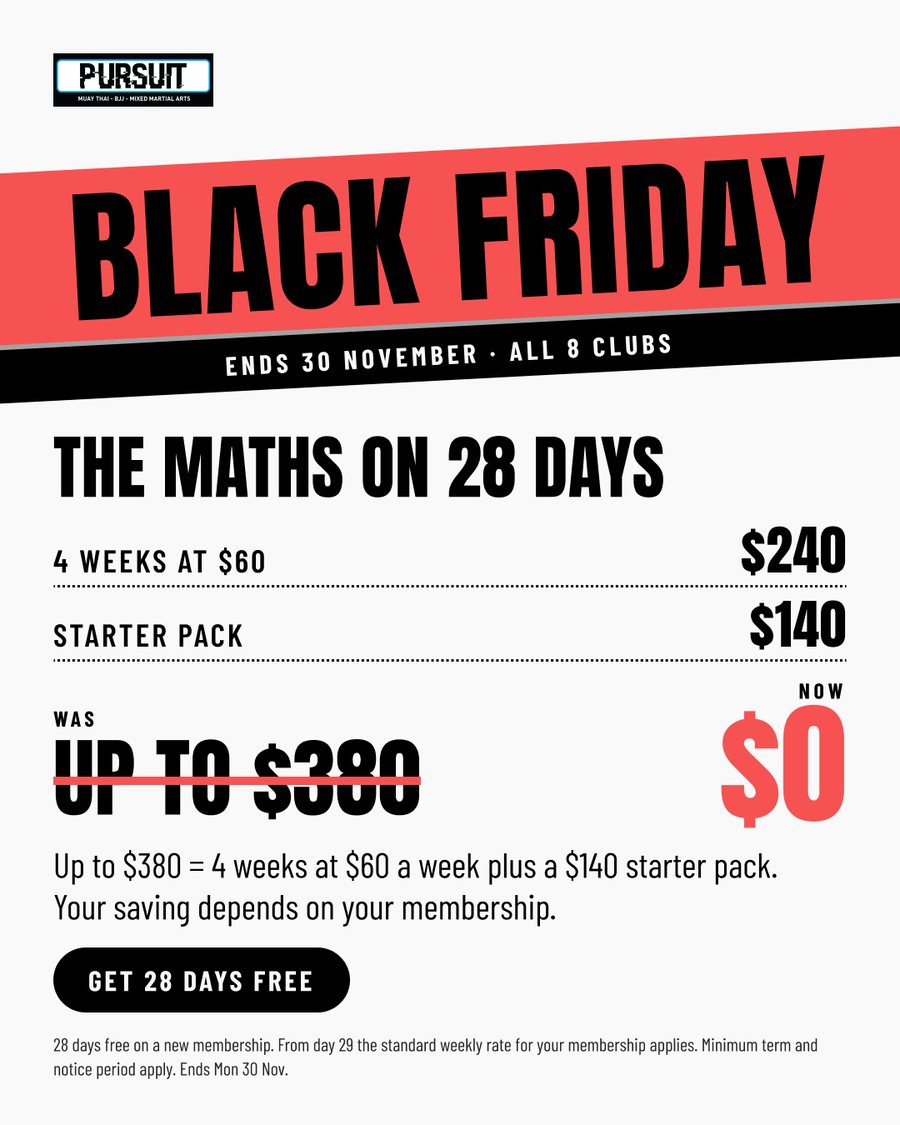 PURSUIT
MUAY THAI • BJJ • MIXED MARTIAL ARTS
BLACK FRIDAY
ENDS 30 NOVEMBER · ALL 8 CLUBS
THE MATHS ON 28 DAYS
4 WEEKS AT $60 $240
STARTER PACK $140
WAS
UP TO $380
NOW
$0
Up to $380 = 4 weeks at $60 a week plus a $140 starter pack.
Your saving depends on your membership.
GET 28 DAYS FREE
28 days free on a new membership. From day 29 the standard weekly rate for your membership applies. Minimum term and
notice period apply. Ends Mon 30 Nov.